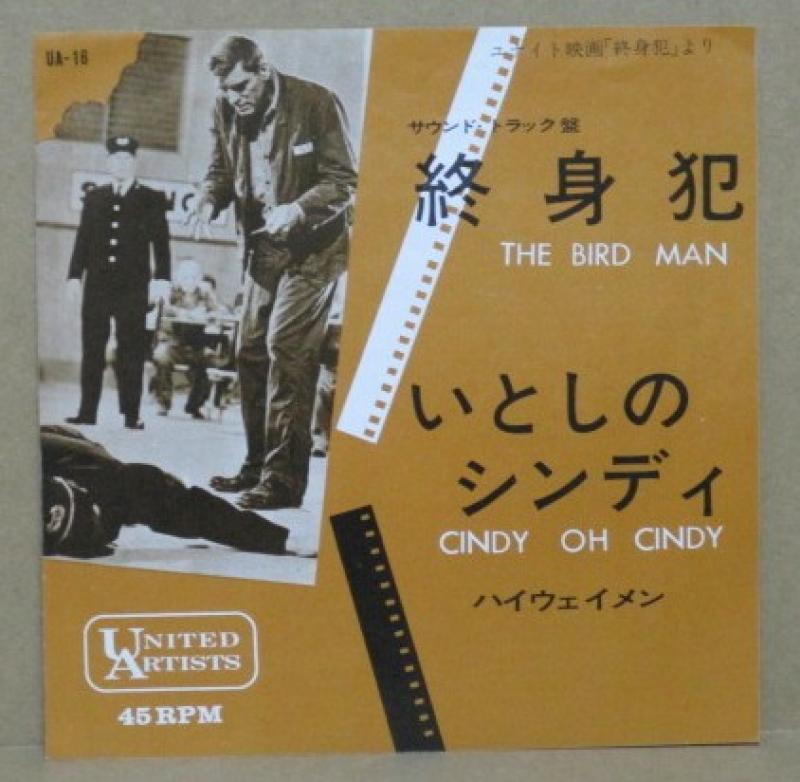 UA-16
ユナイト映画「終身犯」より
サウンド・トラック盤
終身犯
THE BIRD MAN
いとしの
シンディ
CINDY OH CINDY
ハイウェイメン
UNITED
ARTISTS
45 RPM